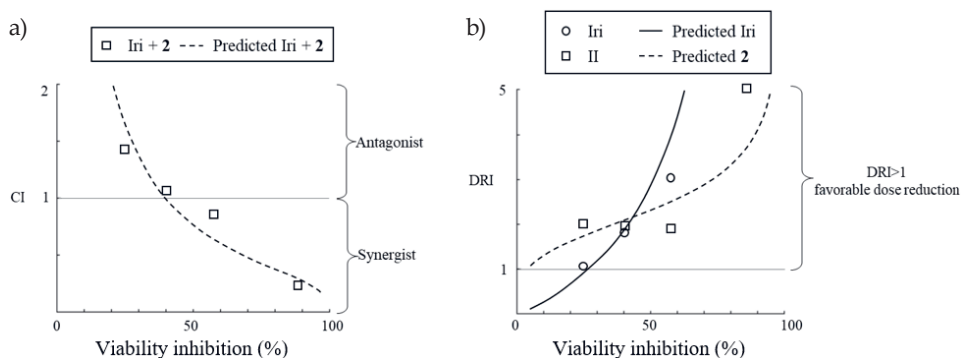 a)
Iri + 2
Predicted Iri + 2
2
CI
1
Antagonist
Synergist
0
50
100
Viability inhibition (%)
b)
Iri
Predicted Iri
II
Predicted 2
5
DRI
1
DRI>1
favorable dose reduction
0
50
100
Viability inhibition (%)